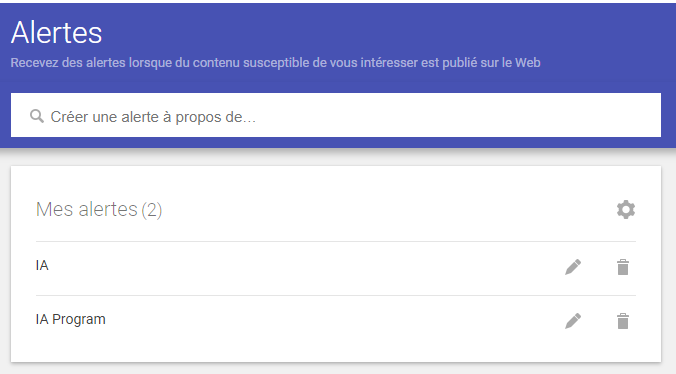 Alertes
Recevez des alertes lorsque du contenu susceptible de vous intéresser est publié sur le Web
Créer une alerte à propos de…
Mes alertes (2)
IA
IA Program